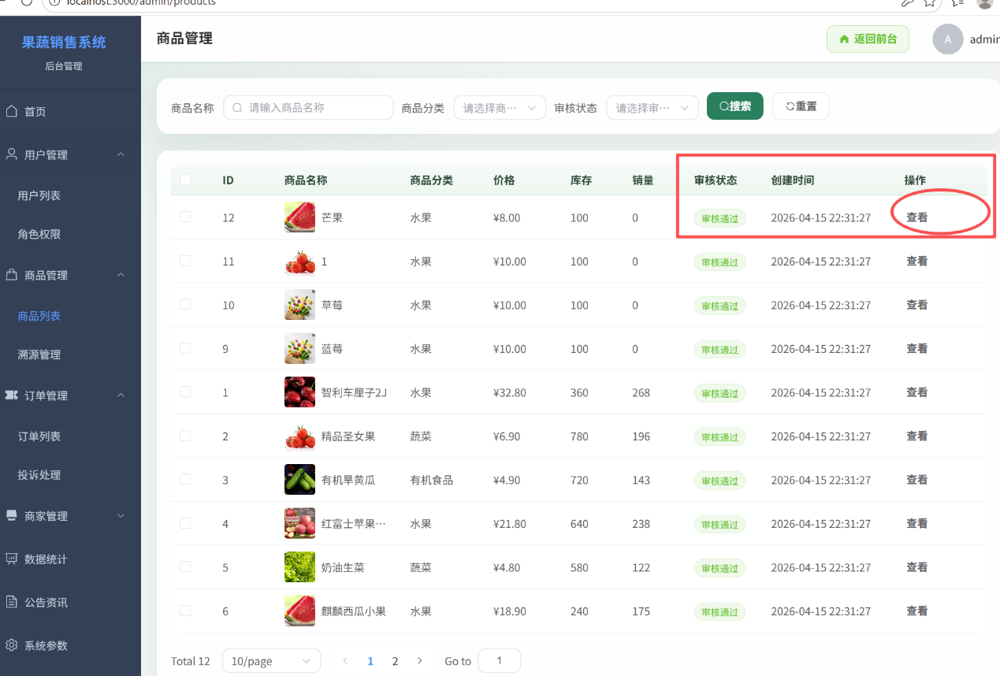 localhost:3000/admin/products
果蔬销售系统
后台管理
首页
用户管理
用户列表
角色权限
商品管理
商品列表
溯源管理
订单管理
订单列表
投诉处理
商家管理
数据统计
公告资讯
系统参数
商品管理
返回前台
A
admin
商品名称 请输入商品名称 商品分类 请选择商… 审核状态 请选择审… 搜索 重置
ID 商品名称 商品分类 价格 库存 销量 审核状态 创建时间 操作
12 芒果 水果 ¥8.00 100 0 审核通过 2026-04-15 22:31:27 查看
11 1 水果 ¥10.00 100 0 审核通过 2026-04-15 22:31:27 查看
10 草莓 水果 ¥10.00 100 0 审核通过 2026-04-15 22:31:27 查看
9 蓝莓 水果 ¥10.00 100 0 审核通过 2026-04-15 22:31:27 查看
1 智利车厘子2J 水果 ¥32.80 360 268 审核通过 2026-04-15 22:31:27 查看
2 精品圣女果 蔬菜 ¥6.90 780 196 审核通过 2026-04-15 22:31:27 查看
3 有机旱黄瓜 有机食品 ¥4.90 720 143 审核通过 2026-04-15 22:31:27 查看
4 红富士苹果… 水果 ¥21.80 640 238 审核通过 2026-04-15 22:31:27 查看
5 奶油生菜 蔬菜 ¥4.80 580 122 审核通过 2026-04-15 22:31:27 查看
6 麒麟西瓜小果 水果 ¥18.90 240 175 审核通过 2026-04-15 22:31:27 查看
Total 12 10/page 1 2 Go to 1